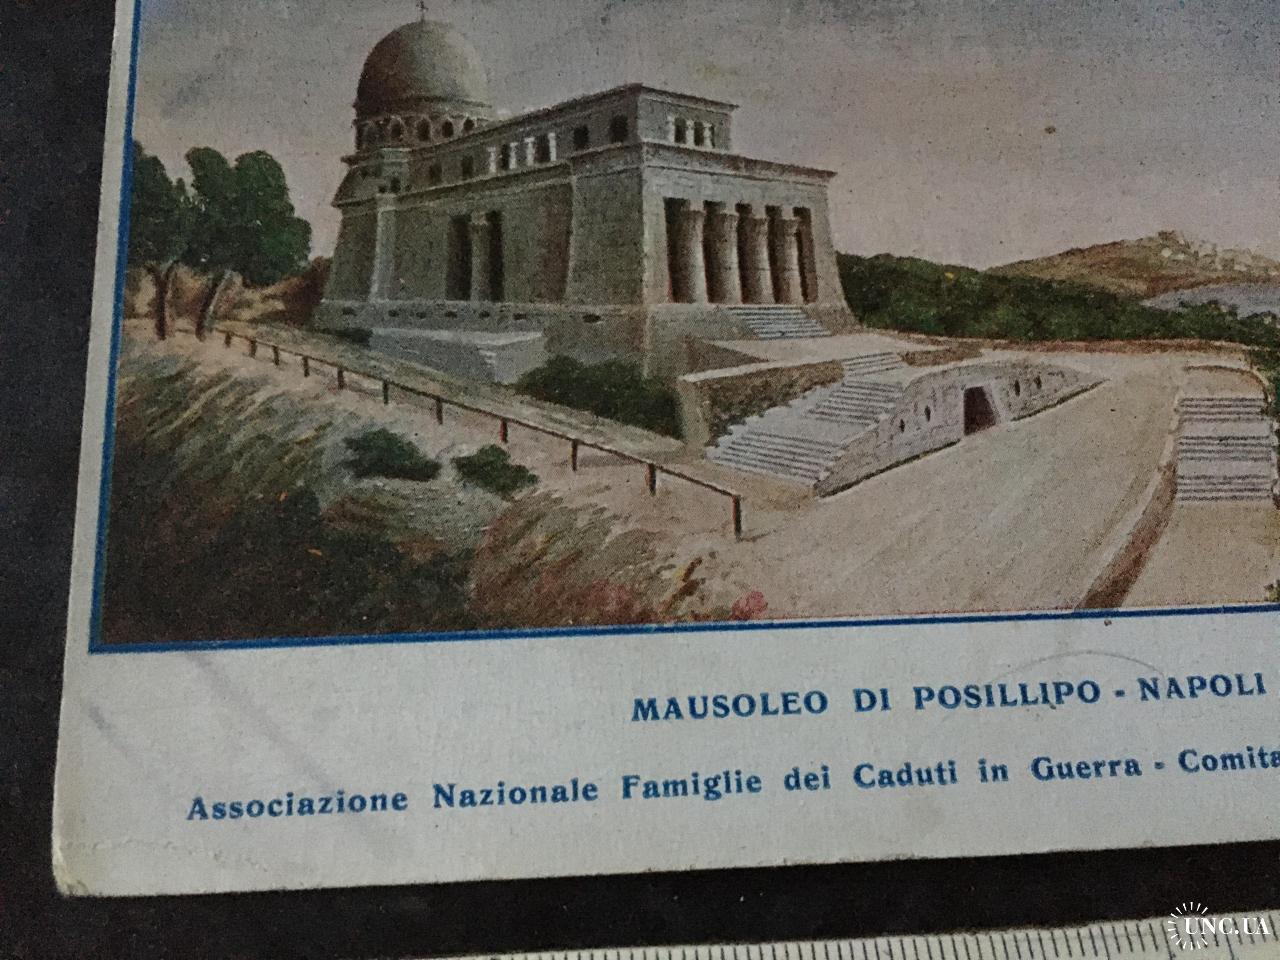 MAUSOLEO DI POSILLIPO - NAPOLI
Associazione Nazionale Famiglie dei Caduti in Guerra - Comita
UNC.UA